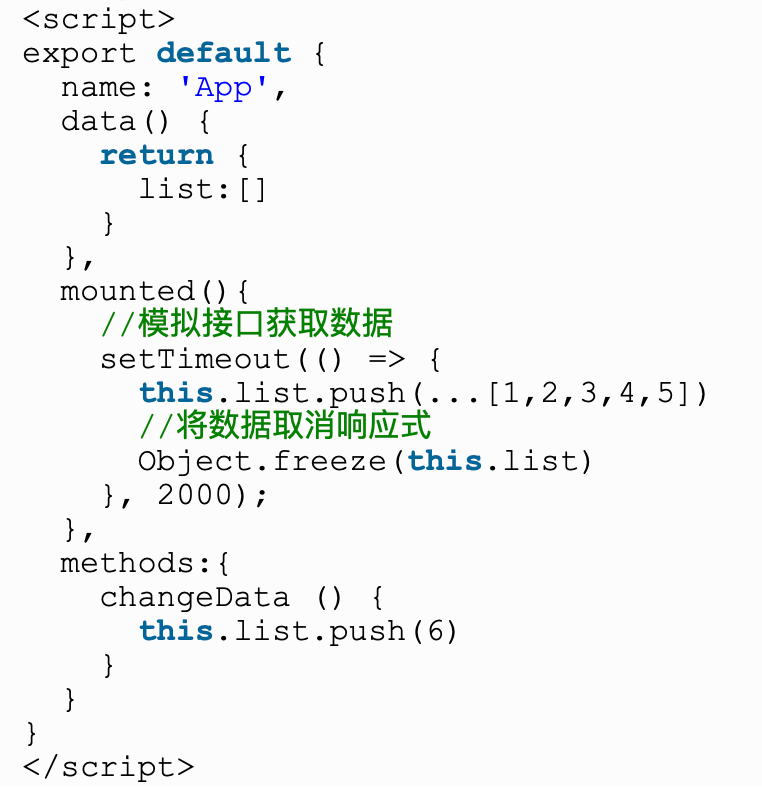 <script>
export default {
  name: 'App',
  data() {
    return {
      list:[]
    }
  },
  mounted(){
    //模拟接口获取数据
    setTimeout(() => {
      this.list.push(...[1,2,3,4,5])
      //将数据取消响应式
      Object.freeze(this.list)
    }, 2000);
  },
  methods:{
    changeData () {
      this.list.push(6)
    }
  }
}
</script>